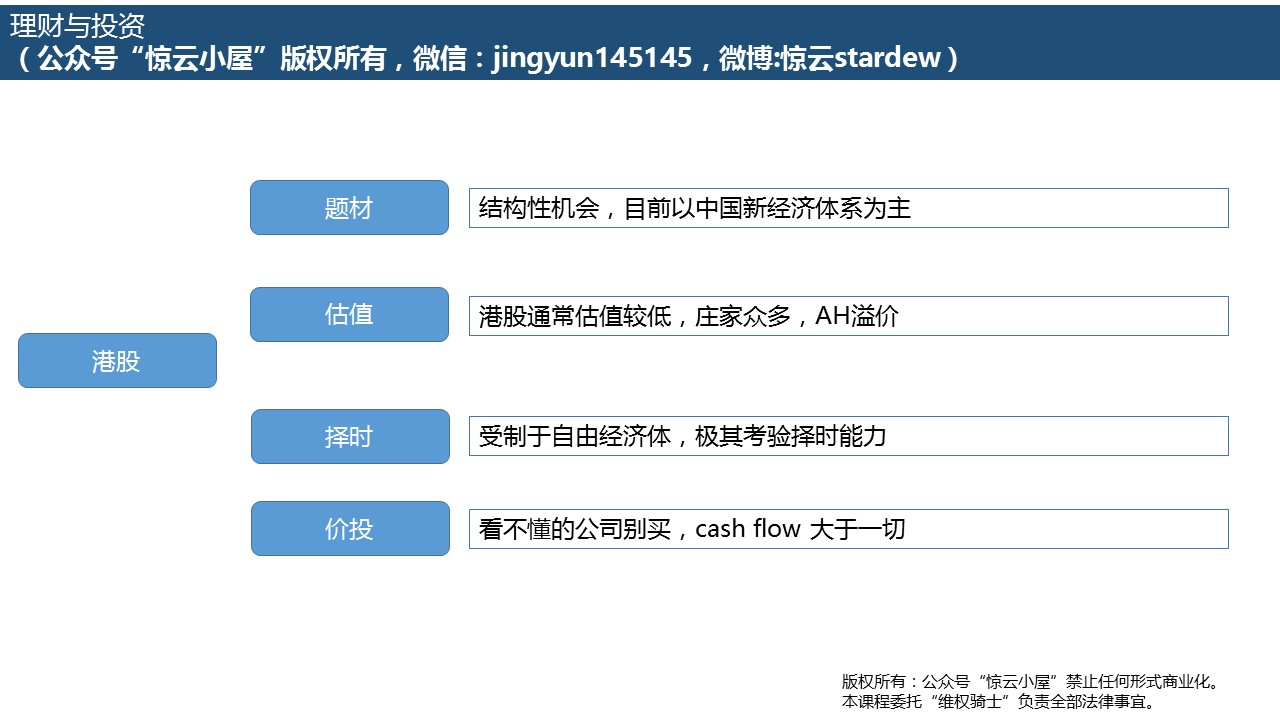 理财与投资
（公众号“惊云小屋”版权所有，微信：jingyun145145，微博:惊云stardew）
港股
题材
结构性机会，目前以中国新经济体系为主
估值
港股通常估值较低，庄家众多，AH溢价
择时
受制于自由经济体，极其考验择时能力
价投
看不懂的公司别买，cash flow 大于一切
版权所有：公众号“惊云小屋”禁止任何形式商业化。
本课程委托“维权骑士”负责全部法律事宜。